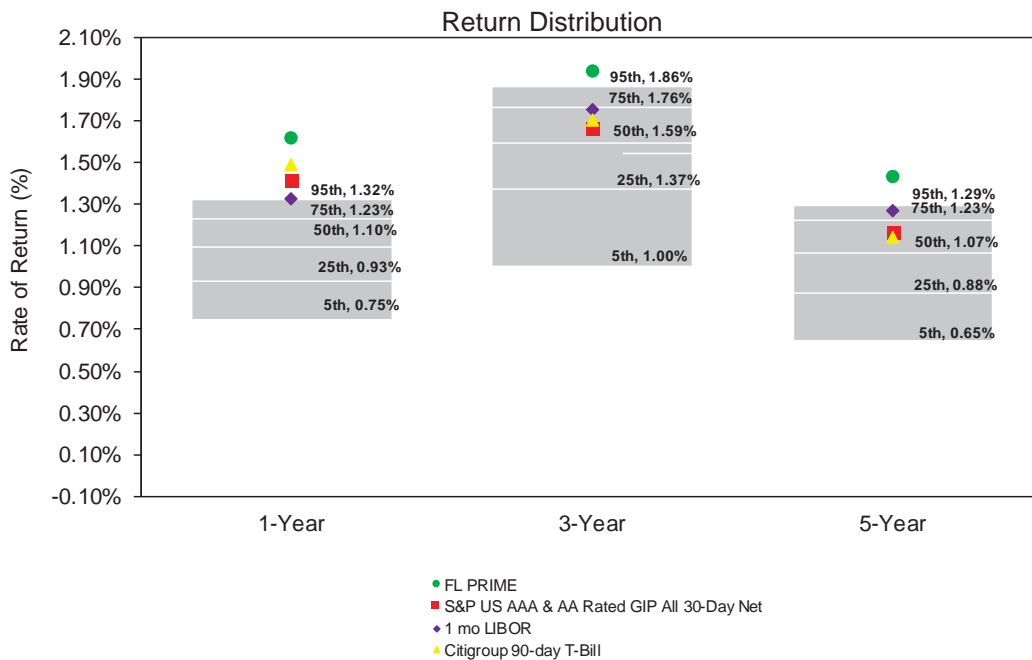 Return Distribution
Rate of Return (%)
2.10%
1.90%
1.70%
1.50%
1.30%
1.10%
0.90%
0.70%
0.50%
0.30%
0.10%
-0.10%
95th, 1.32%
75th, 1.23%
50th, 1.10%
25th, 0.93%
5th, 0.75%
95th, 1.86%
75th, 1.76%
50th, 1.59%
25th, 1.37%
5th, 1.00%
95th, 1.29%
75th, 1.23%
50th, 1.07%
25th, 0.88%
5th, 0.65%
1-Year
3-Year
5-Year
FL PRIME
S&P US AAA & AA Rated GIP All 30-Day Net
1 mo LIBOR
Citigroup 90-day T-Bill